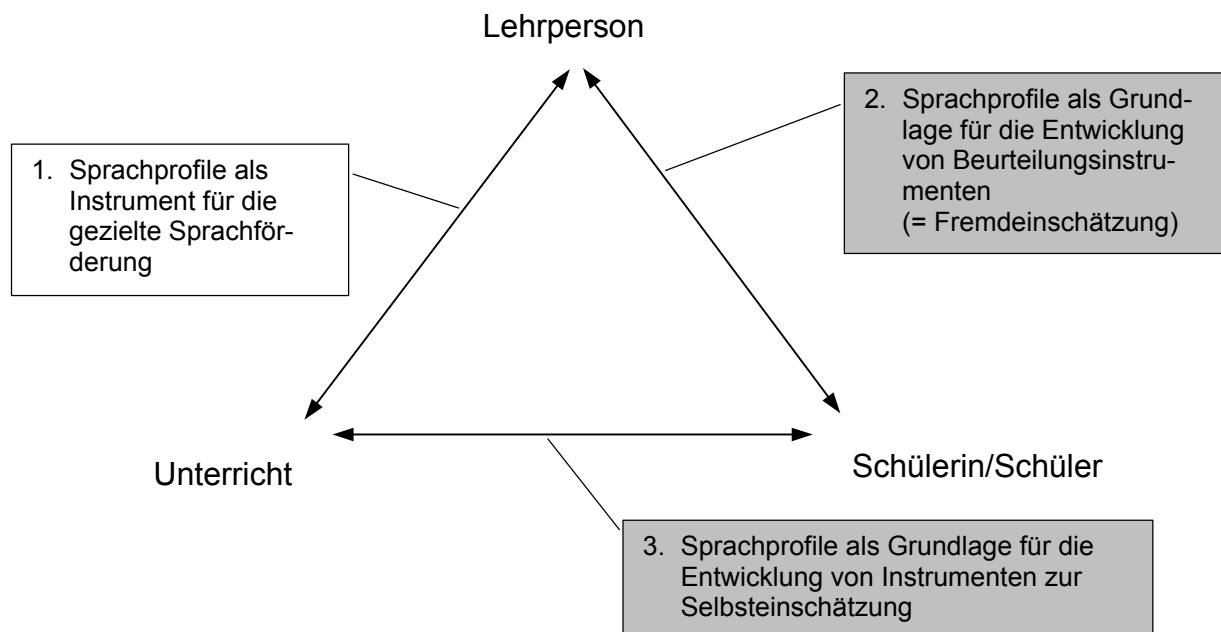 Lehrperson
1. Sprachprofile als
Instrument für die
gezielte Sprachför-
derung
2. Sprachprofile als Grund-
lage für die Entwicklung
von Beurteilungsinstru-
menten
(= Fremdeinschätzung)
Unterricht
Schülerin/Schüler
3. Sprachprofile als Grundlage für die
Entwicklung von Instrumenten zur
Selbsteinschätzung